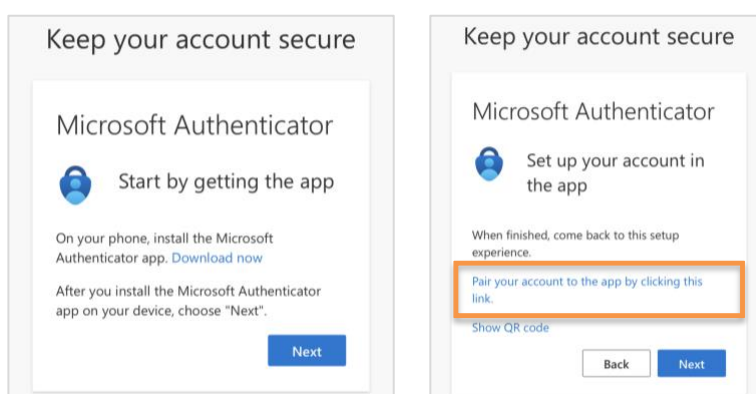 Keep your account secure
Microsoft Authenticator
Start by getting the app
On your phone, install the Microsoft
Authenticator app. Download now
After you install the Microsoft Authenticator
app on your device, choose "Next".
Next
Keep your account secure
Microsoft Authenticator
Set up your account in
the app
When finished, come back to this setup
experience.
Pair your account to the app by clicking this
link.
Show QR code
Back
Next